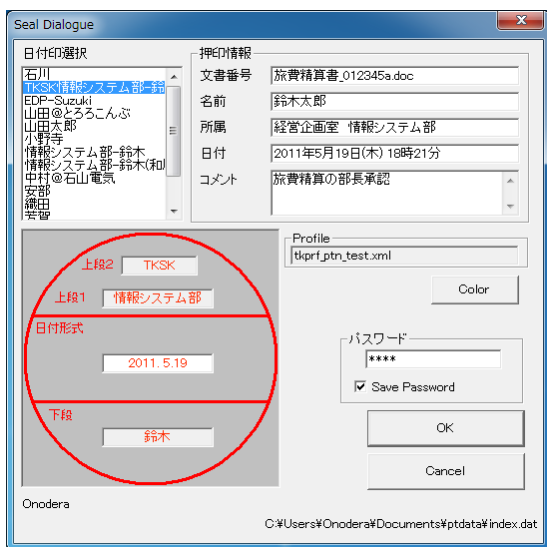 Seal Dialogue
日付印選択
石川
TKSK情報システム部-鈴
EDP-Suzuki
山田@とろろこんぶ
山田太郎
小野寺
情報システム部-鈴木
情報システム部-鈴木(和)
中村@石山電気
安部
織田
芳賀
押印情報
文書番号 旅費精算書_012345a.doc
名前 鈴木太郎
所属 経営企画室 情報システム部
日付 2011年5月19日(木) 18時21分
コメント 旅費精算の部長承認
上段2 TKSK
上段1 情報システム部
日付形式
2011. 5.19
下段
鈴木
Profile
tkprf_ptn_test.xml
Color
パスワード
****
Save Password
OK
Cancel
Onodera
C:¥Users¥Onodera¥Documents¥ptdata¥index.dat